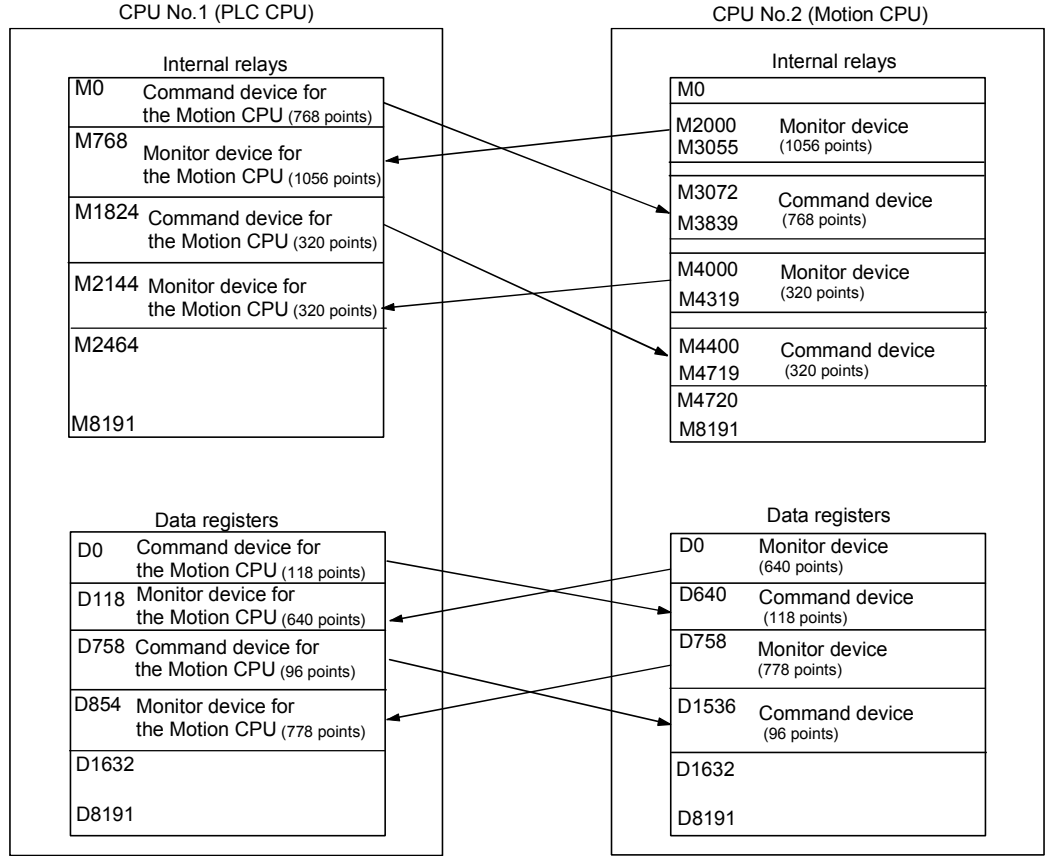 CPU No.1 (PLC CPU)
Internal relays
M0 Command device for
the Motion CPU (768 points)
M768
Monitor device for
the Motion CPU (1056 points)
M1824 Command device for
the Motion CPU (320 points)
M2144 Monitor device for
the Motion CPU (320 points)
M2464
M8191
Data registers
D0 Command device for
the Motion CPU (118 points)
D118 Monitor device for
the Motion CPU (640 points)
D758 Command device for
the Motion CPU (96 points)
D854 Monitor device for
the Motion CPU (778 points)
D1632
D8191
CPU No.2 (Motion CPU)
Internal relays
M0
M2000 Monitor device
M3055 (1056 points)
M3072 Command device
M3839 (768 points)
M4000 Monitor device
M4319 (320 points)
M4400 Command device
M4719 (320 points)
M4720
M8191
Data registers
D0 Monitor device
(640 points)
D640 Command device
(118 points)
D758 Monitor device
(778 points)
D1536 Command device
(96 points)
D1632
D8191